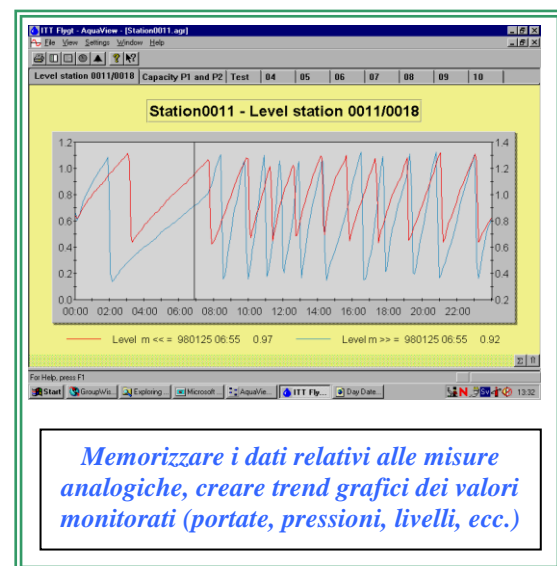 ITT Flygt - AquaView - [Station0011.agr]
File View Settings Window Help
Level station 0011/0018 Capacity P1 and P2 Test 04 05 06 07 08 09 10
Station0011 - Level station 0011/0018
1.2 1.4
1.0 1.2
0.8 1.0
0.6 0.8
0.4 0.6
0.2 0.4
0.0 0.2
00:00 02:00 04:00 06:00 08:00 10:00 12:00 14:00 16:00 18:00 20:00 22:00
Level m << = 980125 06:55 0.97 Level m >> = 980125 06:55 0.92
For Help, press F1
Start GroupWis... Exploring... Microsoft... AquaVie... ITT Fly... Day Date... 13:32
Memorizzare i dati relativi alle misure
analogiche, creare trend grafici dei valori
monitorati (portate, pressioni, livelli, ecc.)